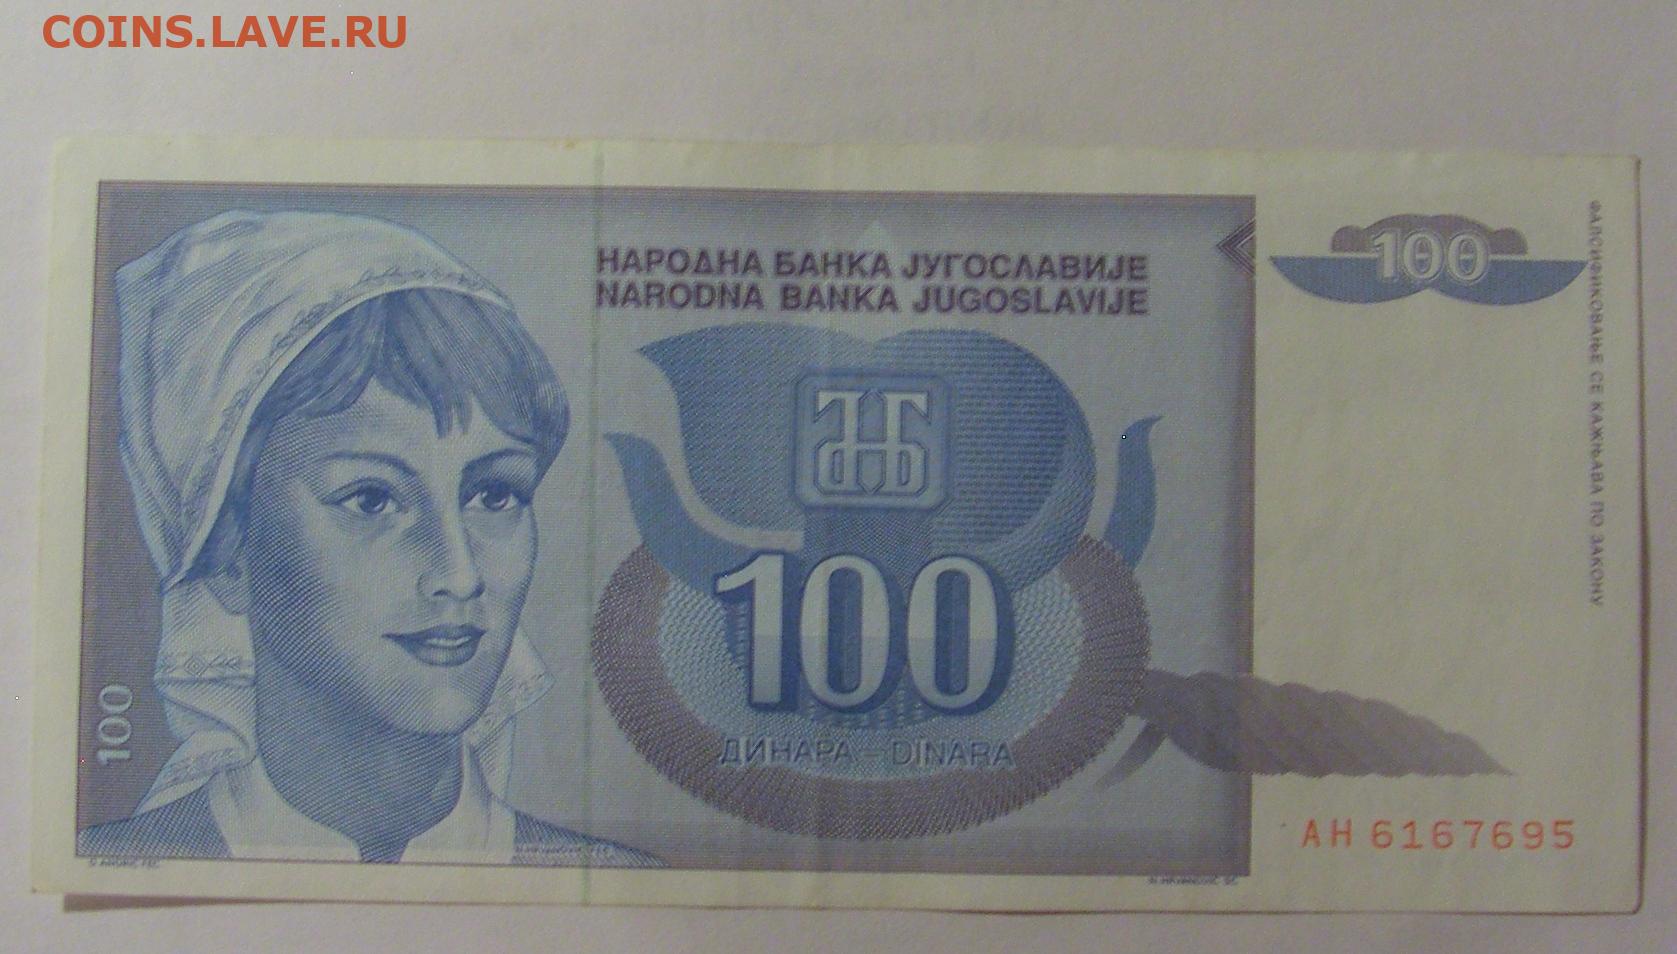 COINS.LAVE.RU
НАРОДНА БАНКА ЈУГОСЛАВИЈЕ
NARODNA BANKA JUGOSLAVIJE
100
ЈНБ
100
ДИНАРА – DINARA
100
ФАЛСИФИКОВАЊЕ СЕ КАЖЊАВА ПО ЗАКОНУ
АН 6167695